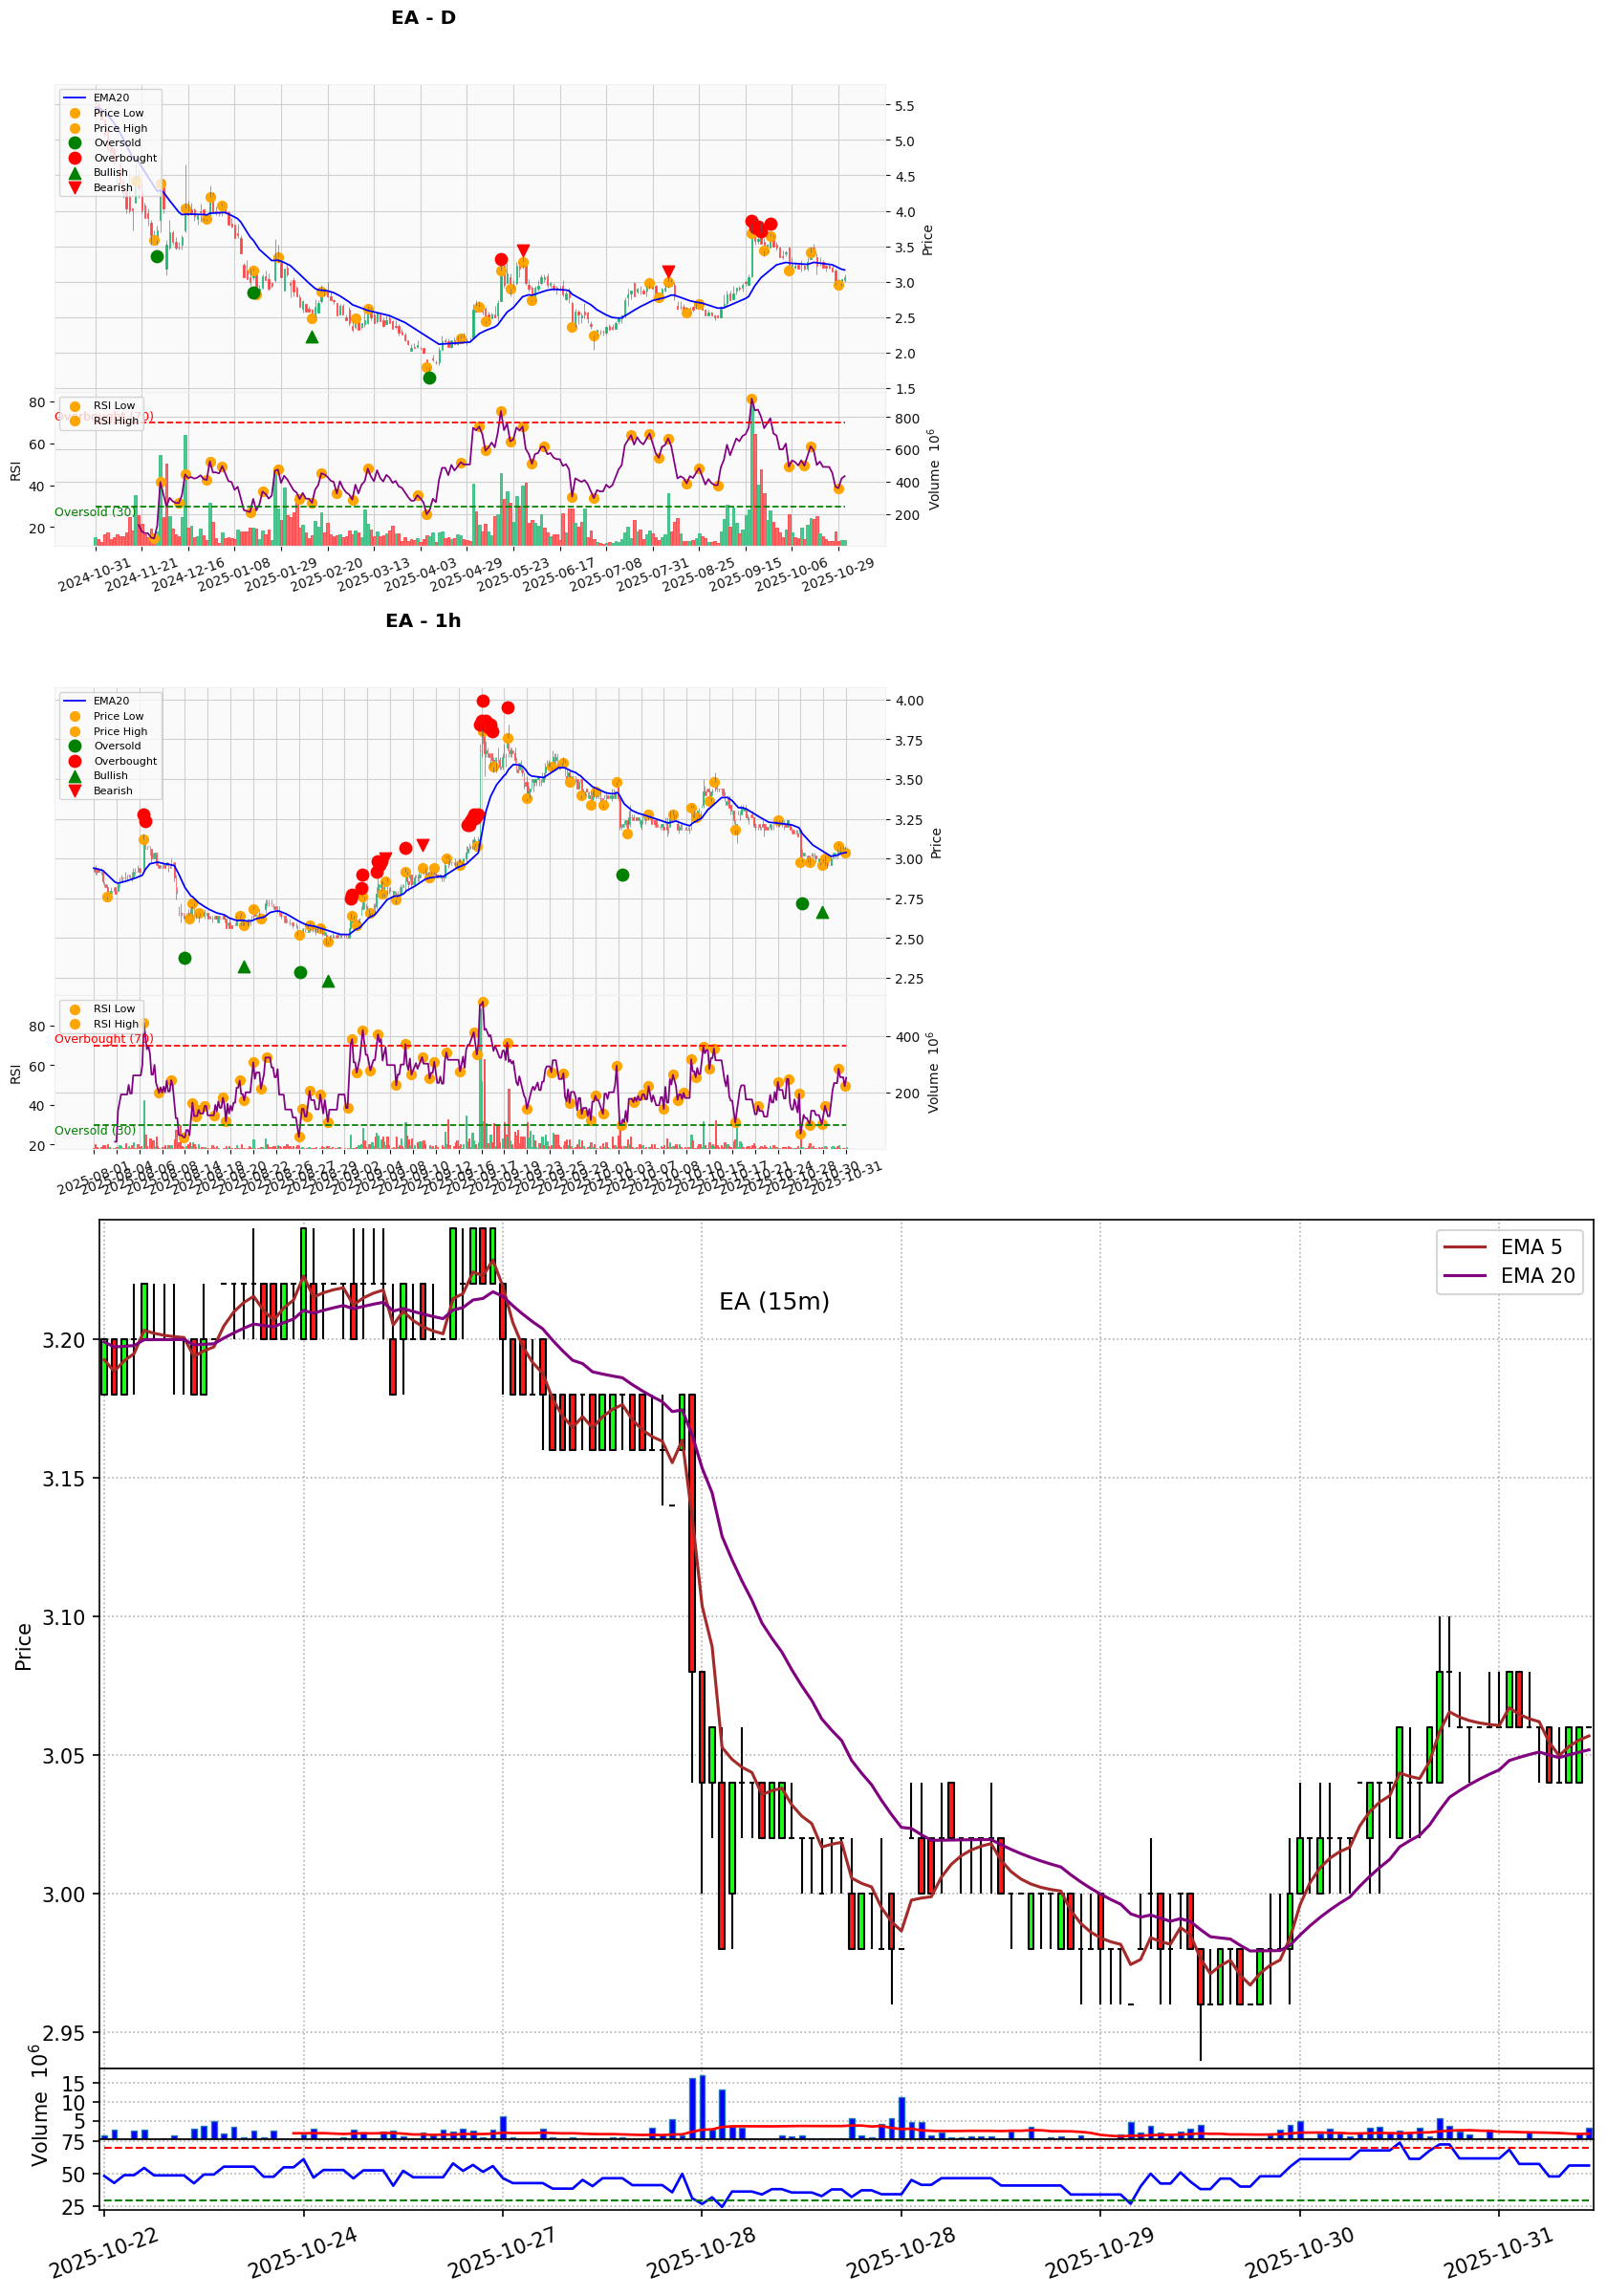 EA - D
EMA20
Price Low
Price High
Oversold
Overbought
Bullish
Bearish
5.5
5.0
4.5
4.0
3.5
3.0
2.5
2.0
1.5
Price
RSI Low
RSI High
Overbought (70)
Oversold (30)
80
60
40
20
RSI
800
600
400
200
Volume 10^6
2024-10-31
2024-11-21
2024-12-16
2025-01-08
2025-01-29
2025-02-20
2025-03-13
2025-04-03
2025-04-29
2025-05-23
2025-06-17
2025-07-08
2025-07-31
2025-08-25
2025-09-15
2025-10-06
2025-10-29
EA - 1h
EMA20
Price Low
Price High
Oversold
Overbought
Bullish
Bearish
4.00
3.75
3.50
3.25
3.00
2.75
2.50
2.25
Price
RSI Low
RSI High
Overbought (70)
Oversold (30)
80
60
40
20
RSI
400
200
Volume 10^6
2025-08-01
2025-10-31
EA (15m)
EMA 5
EMA 20
3.20
3.15
3.10
3.05
3.00
2.95
Price
15
10
5
Volume 10^6
75
50
25
2025-10-22
2025-10-24
2025-10-27
2025-10-28
2025-10-28
2025-10-29
2025-10-30
2025-10-31